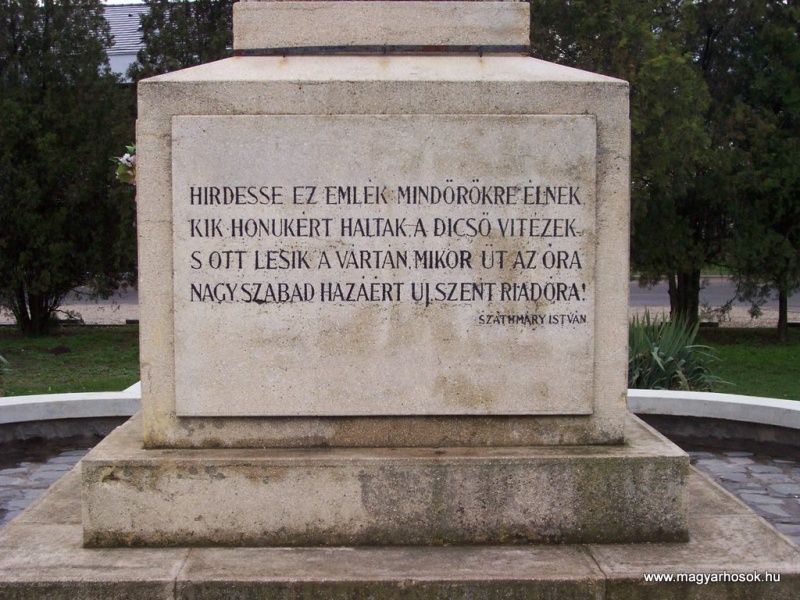 HIRDESSE EZ EMLÉK MINDÖRÖKRE ÉLNEK,
KIK HONUKÉRT HALTAK, A DICSŐ VITÉZEK,
S OTT LESIK A VÁRTÁN, MIKOR ÜT AZ ÓRA
NAGY, SZABAD HAZÁÉRT ÚJ, SZENT RIADÓRA!
SZATHMÁRY ISTVÁN
www.magyarhosok.hu